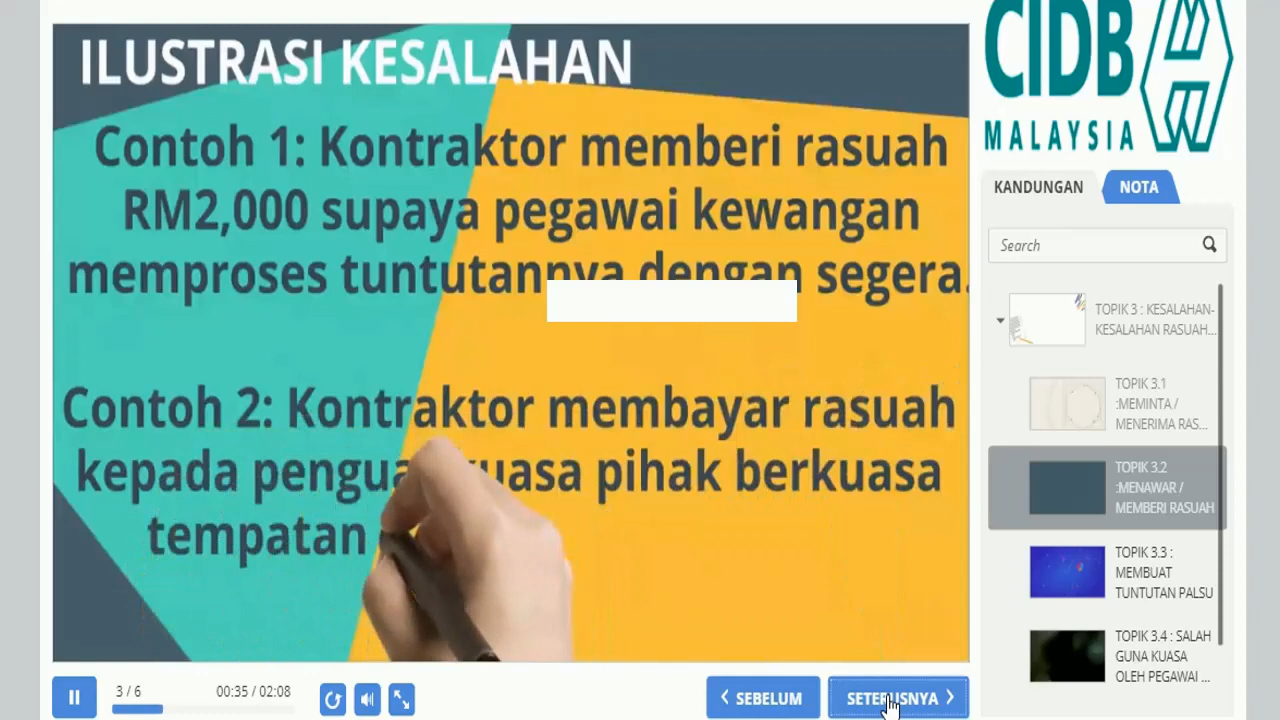 ILUSTRASI KESALAHAN
Contoh 1: Kontraktor memberi rasuah
RM2,000 supaya pegawai kewangan
memproses tuntutannya dengan segera.
Contoh 2: Kontraktor membayar rasuah
kepada kuasa pihak berkuasa
tempatan
3 / 6
00:35 / 02:08
SEBELUM
SETERUSNYA
CIDB
MALAYSIA
KANDUNGAN
NOTA
Search
TOPIK 3 : KESALAHAN-
KESALAHAN RASUAH...
TOPIK 3.1
:MEMINTA /
MENERIMA RAS...
TOPIK 3.2
:MENAWAR /
MEMBERI RASUAH
TOPIK 3.3 :
MEMBUAT
TUNTUTAN PALSU
TOPIK 3.4 : SALAH
GUNA KUASA
OLEH PEGAWAI ...